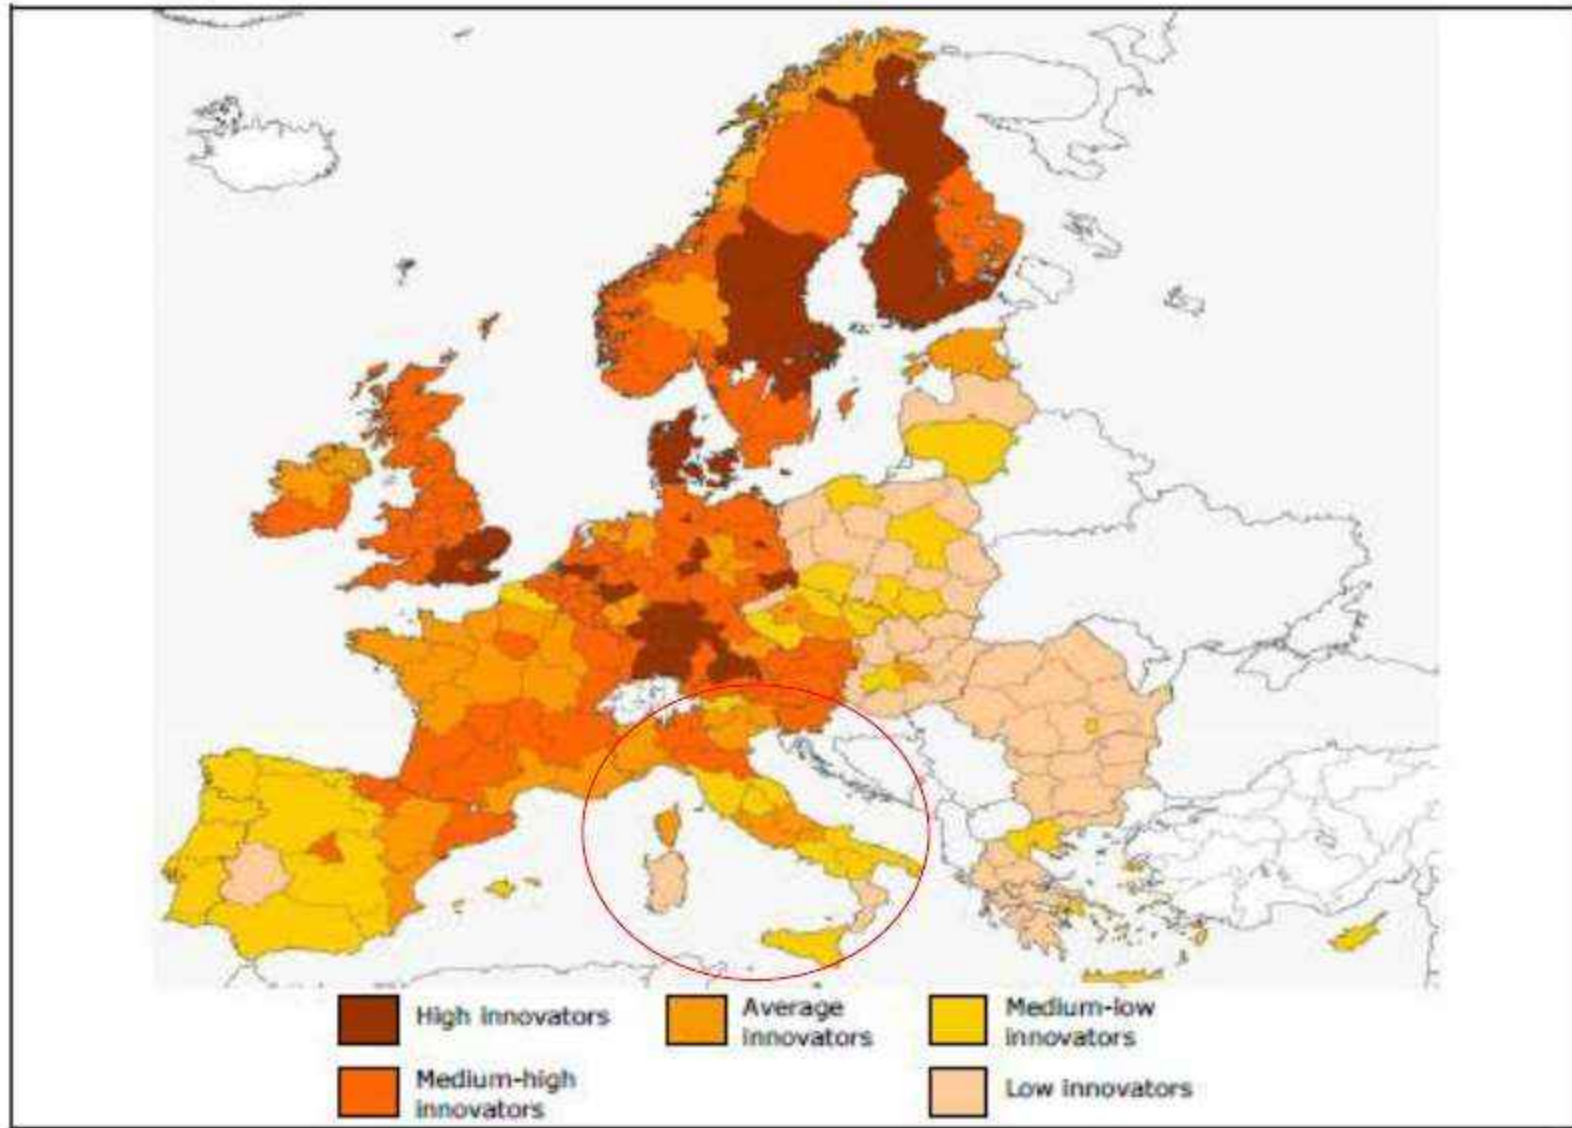 High innovators
Average
innovators
Medium-low
innovators
Medium-high
innovators
Low innovators